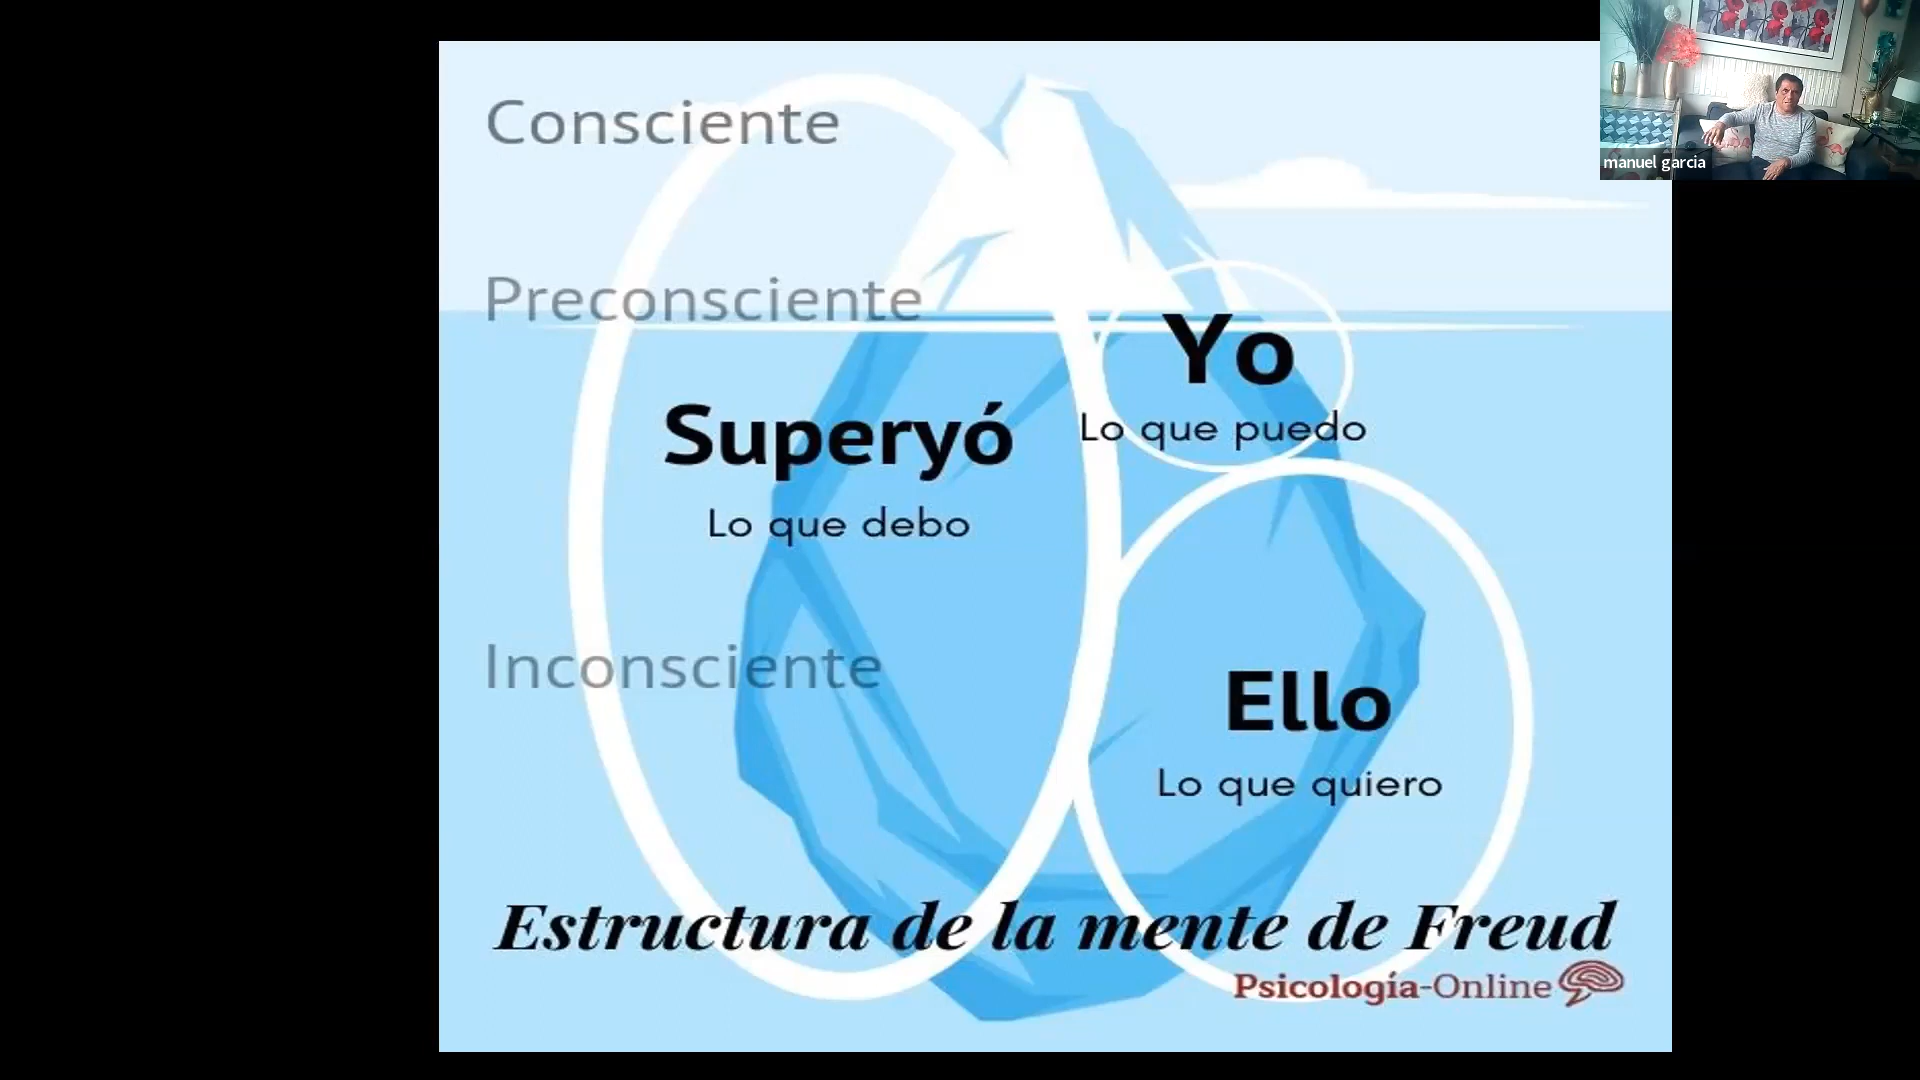 Consciente
Preconsciente
Yo
Lo que puedo
Superyó
Lo que debo
Inconsciente
Ello
Lo que quiero
Estructura de la mente de Freud
Psicología-Online
manuel garcia